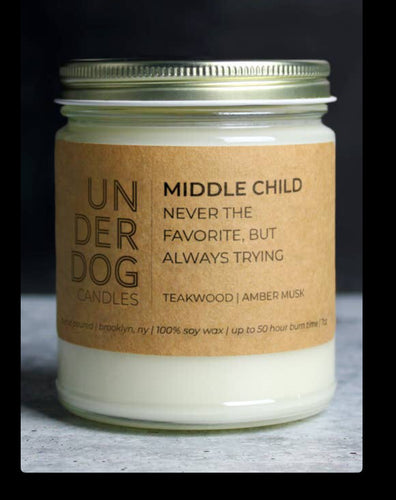 UN
DER
DOG
CANDLES
MIDDLE CHILD
NEVER THE
FAVORITE, BUT
ALWAYS TRYING
TEAKWOOD | AMBER MUSK
poured | brooklyn, ny | 100% soy wax | up to 50 hour burn time |